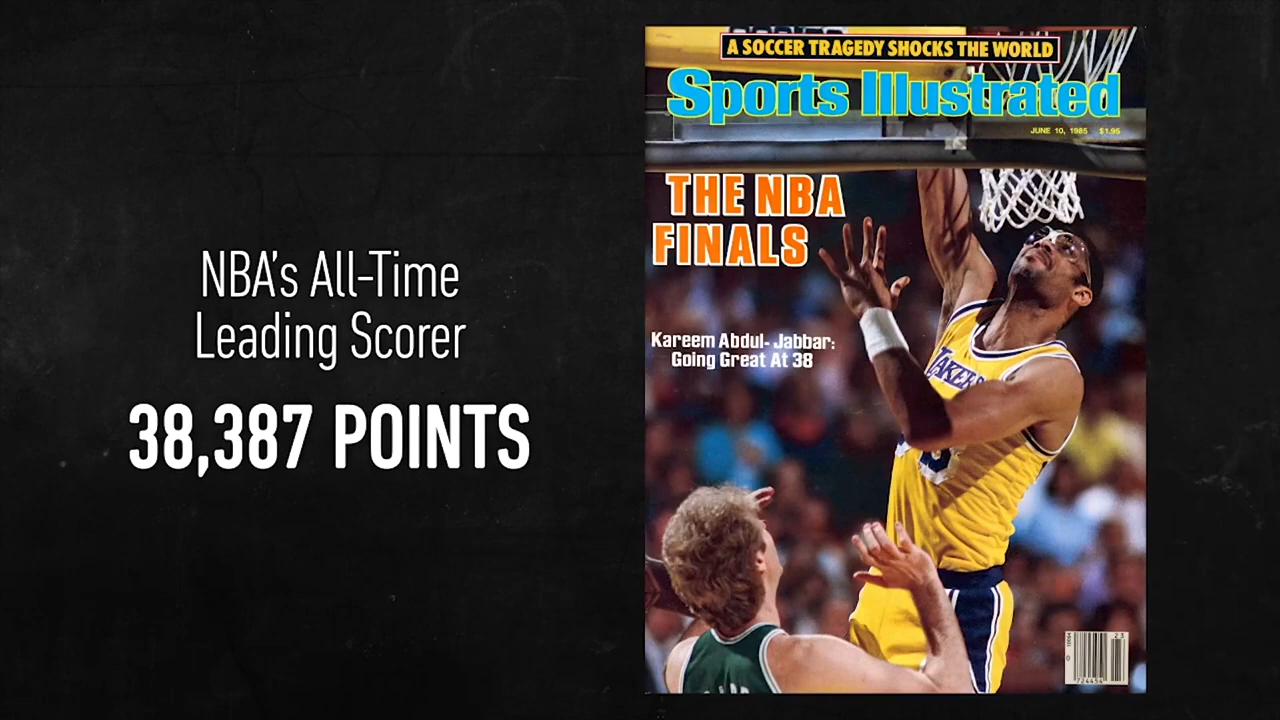 NBA's All-Time
Leading Scorer
38,387 POINTS
A SOCCER TRAGEDY SHOCKS THE WORLD
Sports Illustrated
JUNE 10, 1985 $1.95
THE NBA
FINALS
Kareem Abdul-Jabbar:
Going Great At 38
LAKERS
23